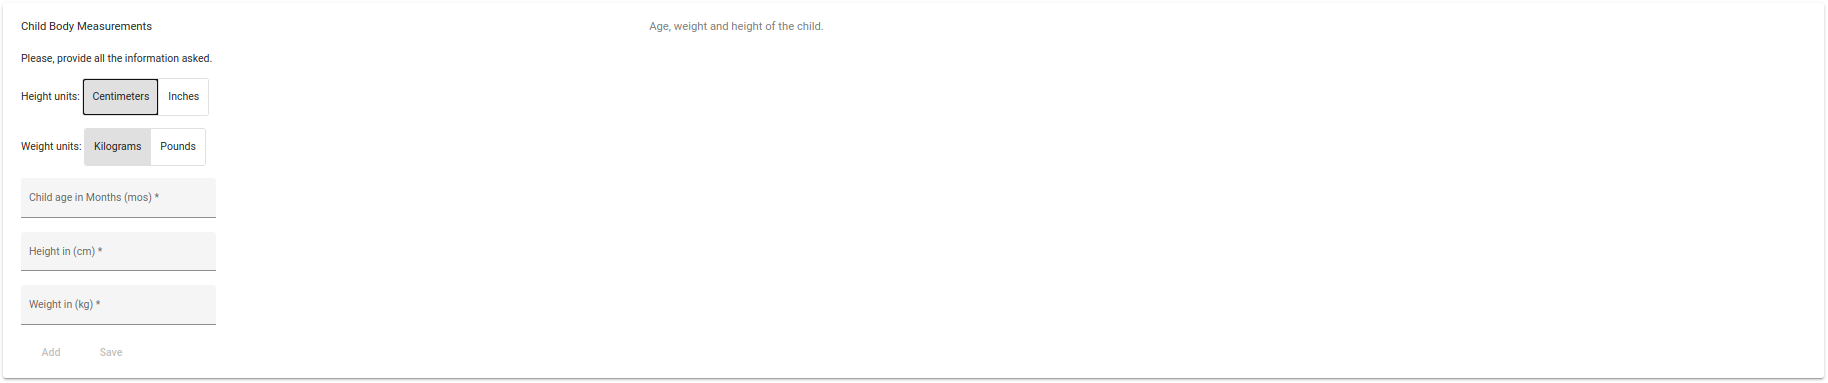 Child Body Measurements Age, weight and height of the child.
Please, provide all the information asked.
Height units: Centimeters Inches
Weight units: Kilograms Pounds
Child age in Months (mos) *
Height in (cm) *
Weight in (kg) *
Add Save